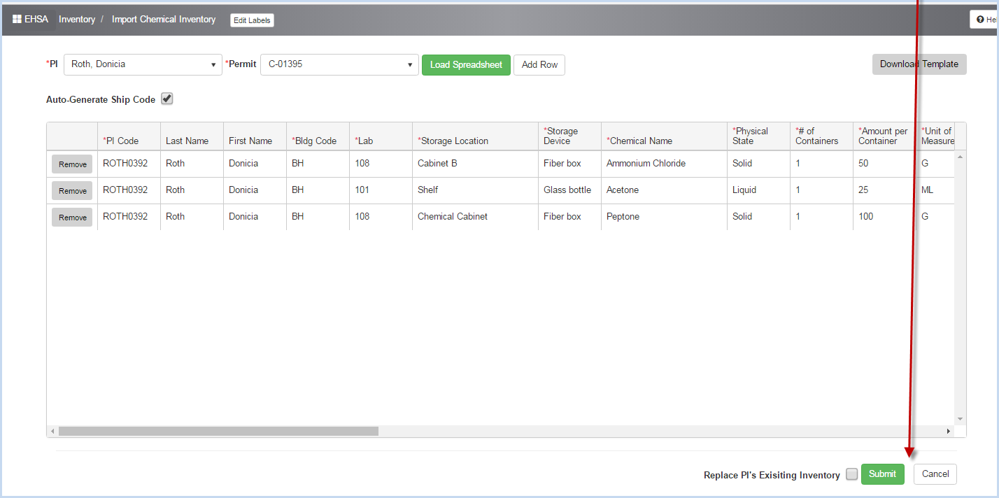 EHSA Inventory / Import Chemical Inventory Edit Labels
*PI Roth, Donicia *Permit C-01395 Load Spreadsheet Add Row Download Template
Auto-Generate Ship Code
*PI Code Last Name First Name *Bldg Code *Lab *Storage Location *Storage Device *Chemical Name *Physical State *# of Containers *Amount per Container *Unit of Measure
Remove ROTH0392 Roth Donicia BH 108 Cabinet B Fiber box Ammonium Chloride Solid 1 50 G
Remove ROTH0392 Roth Donicia BH 101 Shelf Glass bottle Acetone Liquid 1 25 ML
Remove ROTH0392 Roth Donicia BH 108 Chemical Cabinet Fiber box Peptone Solid 1 100 G
Replace PI's Exisiting Inventory Submit Cancel